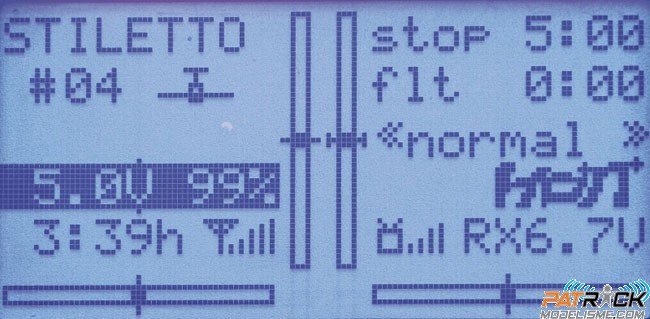 STILETTO
#04
5.0V 99%
3:39h
stop 5:00
flt 0:00
«normal »
RX6.7V
PATRICK
MODELISME.COM